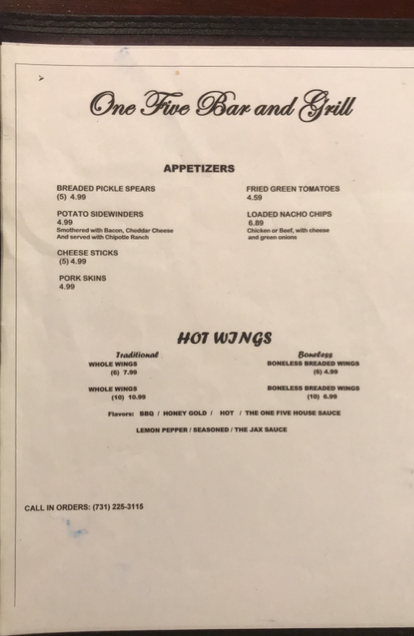 One Five Bar and Grill
APPETIZERS
BREADED PICKLE SPEARS
(5) 4.99
POTATO SIDEWINDERS
4.99
Smothered with Bacon, Cheddar Cheese
And served with Chipotle Ranch
CHEESE STICKS
(5) 4.99
PORK SKINS
4.99
FRIED GREEN TOMATOES
4.59
LOADED NACHO CHIPS
6.89
Chicken or Beef, with cheese
and green onions
HOT WINGS
Traditional
WHOLE WINGS
(6) 7.99
WHOLE WINGS
(10) 10.99
Boneless
BONELESS BREADED WINGS
(6) 4.99
BONELESS BREADED WINGS
(10) 8.99
Flavors: BBQ / HONEY GOLD / HOT / THE ONE FIVE HOUSE SAUCE
LEMON PEPPER / SEASONED / THE JAX SAUCE
CALL IN ORDERS: (731) 225-3115